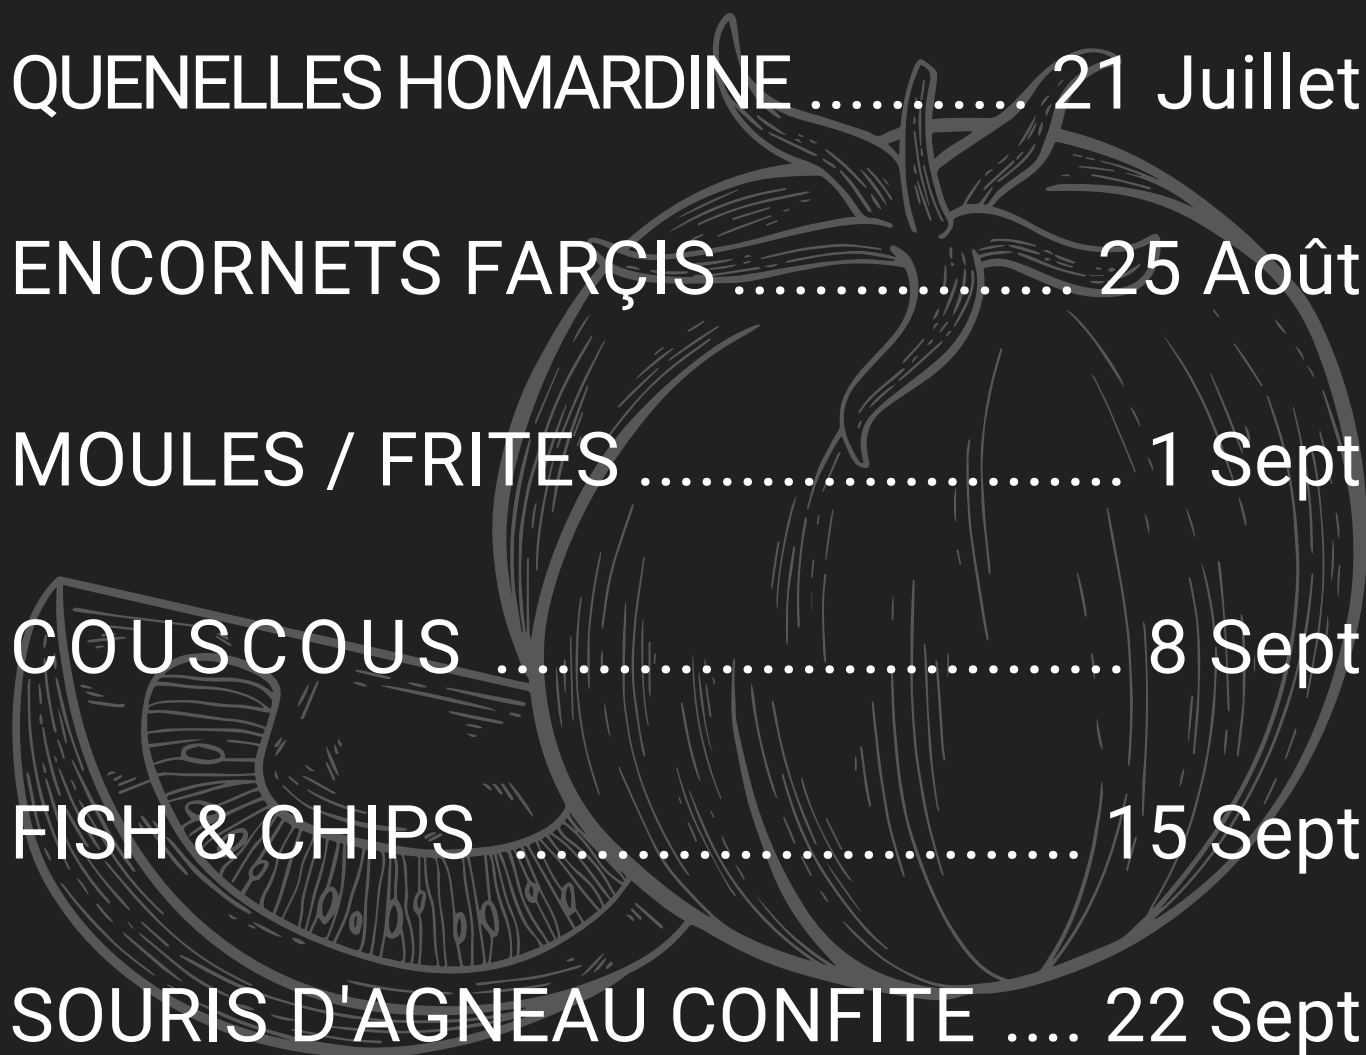 QUENELLES HOMARDINE ........... 21 Juillet
ENCORNETS FARÇIS ................. 25 Août
MOULES / FRITES ........................ 1 Sept
COUSCOUS ............................... 8 Sept
FISH & CHIPS ............................ 15 Sept
SOURIS D'AGNEAU CONFITE .... 22 Sept